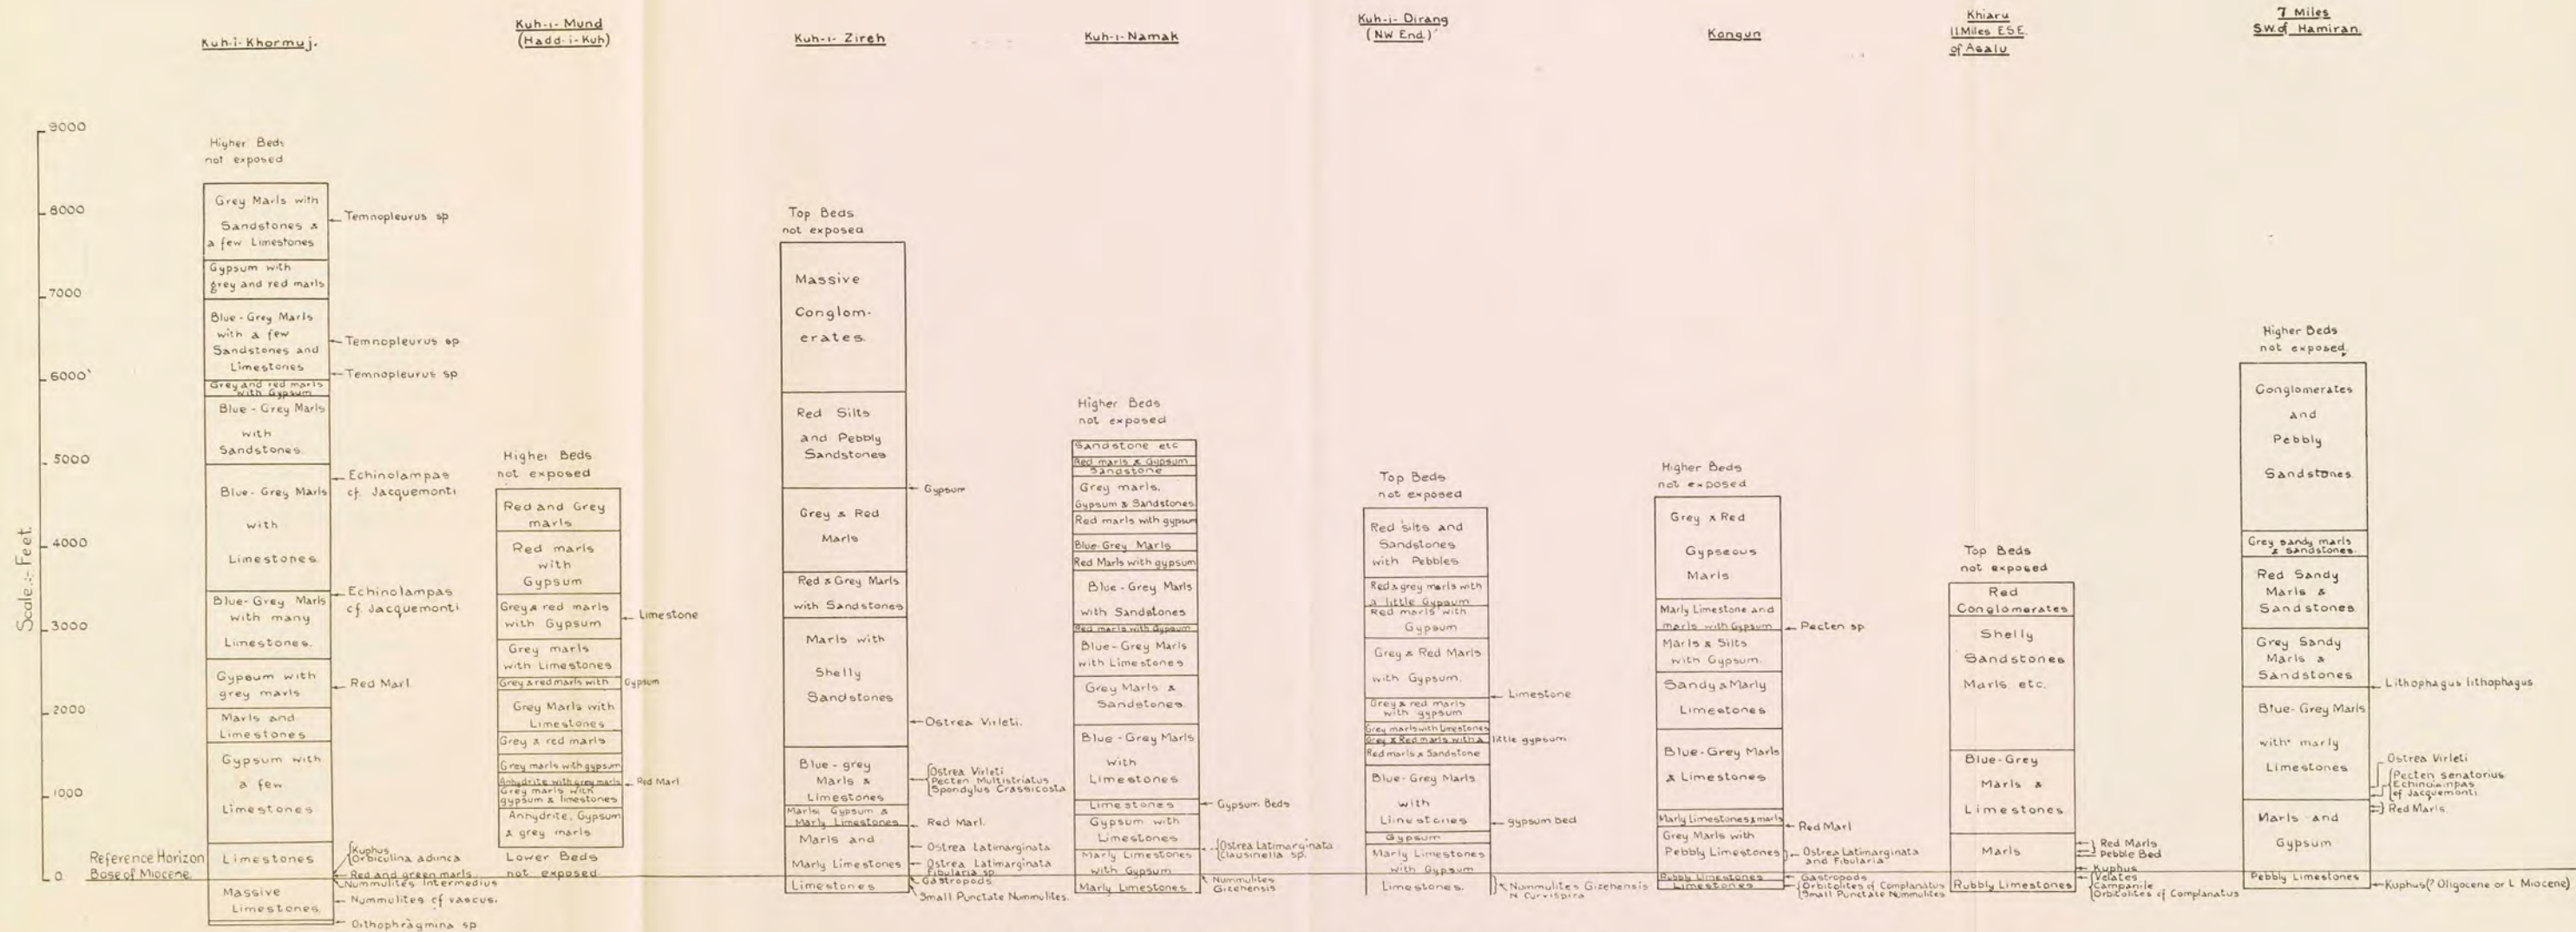 Kuh-i-Khormuj.
Kuh-i-Mund
(Hadd-i-Kuh)
Kuh-i-Zireh
Kuh-i-Namak
Kuh-i-Dirang
(NW End.)
Kangun
Khiaru
11 Miles ESE.
of Asalu
7 Miles
S.W. of Hamiran.
Scale:- Feet.
9000
8000
7000
6000'
5000
4000
3000
2000
1000
0
Reference Horizon
Base of Miocene.
Higher Beds
not exposed
Grey Marls with
Sandstones &
a few Limestones
Gypsum with
grey and red marls
Blue-Grey Marls
with a few
Sandstones and
Limestones
Grey and red marls
with Gypsum
Blue-Grey Marls
with
Sandstones.
Blue-Grey Marls
with
Limestones.
Blue-Grey Marls
with many
Limestones.
Gypsum with
grey marls
Marls and
Limestones
Gypsum with
a few
Limestones
Limestones
Massive
Limestones
Temnopleurus sp
Temnopleurus sp
Temnopleurus sp
Echinolampas
cf. Jacquemonti
Echinolampas
cf. Jacquemonti
Red Marl
Kuphus
Orbiculina adunca
Red and green marls
Nummulites Intermedius
Nummulites cf vascus.
Orthophragmina sp
Higher Beds
not exposed
Red and Grey
marls
Red marls
with
Gypsum
Grey & red marls
with Gypsum
Grey marls
with Limestones
Grey & red marls with Gypsum
Grey Marls with
Limestones
Grey & red marls
Grey marls with gypsum
Anhydrite with grey marls
Grey marls with
gypsum & limestones
Anhydrite, Gypsum
& grey marls
Lower Beds
not exposed
Limestone
Red Marl
Top Beds
not exposed
Massive
Conglom-
erates.
Red Silts
and Pebbly
Sandstones
Grey & Red
Marls
Red & Grey Marls
with Sandstones
Marls with
Shelly
Sandstones
Blue-grey
Marls &
Limestones
Marls, Gypsum &
Marly Limestones
Marls and
Marly Limestones
Limestones
Gypsum
Ostrea Virleti.
Ostrea Virleti
Pecten Multistriatus
Spondylus Crassicosta
Red Marl.
Ostrea Latimarginata
Ostrea Latimarginata
Fibularia sp.
Gastropods
Small Punctate Nummulites.
Higher Beds
not exposed
Sandstone etc
Red marls & Gypsum
Sandstone
Grey marls.
Gypsum & Sandstones
Red marls with gypsum
Blue-Grey Marls
Red Marls with gypsum
Blue-Grey Marls
with Sandstones
Red marls with Gypsum
Blue-Grey Marls
with Limestones
Grey Marls &
Sandstones
Blue-Grey Marls
with
Limestones
Limestones
Gypsum with
Limestones
Marly Limestones
with Gypsum
Marly Limestones
Gypsum Beds
Ostrea Latimarginata
Clausinella sp.
Nummulites
Gizehensis
Top Beds
not exposed
Red silts and
Sandstones
with Pebbles
Red & grey marls with
a little Gypsum
Red marls with
Gypsum
Grey & Red Marls
with Gypsum.
Grey & red marls
with gypsum
Grey marls with limestones
Grey & Red marls with a little gypsum
Red marls & Sandstone
Blue-Grey Marls
with
Limestones
Gypsum
Marly Limestones
with Gypsum
Limestones.
Limestone
gypsum bed
Nummulites Gizehensis
N Curvispira
Higher Beds
not exposed
Grey & Red
Gypseous
Marls
Marly Limestone and
marls with Gypsum
Marls & Silts
with Gypsum.
Sandy & Marly
Limestones
Blue-Grey Marls
& Limestones
Marly Limestones & marls
Grey Marls with
Pebbly Limestones
Rubbly Limestones
Limestones
Pecten sp.
Red Marl
Ostrea Latimarginata
and Fibularia
Gastropods
Orbitolites cf Complanatus
Small Punctate Nummulites
Top Beds
not exposed
Red
Conglomerates
Shelly
Sandstones
Marls etc.
Blue-Grey
Marls &
Limestones
Marls
Rubbly Limestones
Red Marls
Pebble Bed
Kuphus
Velates
Campanile
Orbitolites cf Complanatus
Higher Beds
not exposed
Conglomerates
and
Pebbly
Sandstones
Grey sandy marls
& sandstones.
Red Sandy
Marls &
Sandstones
Grey Sandy
Marls &
Sandstones
Blue-Grey Marls
with marly
Limestones
Marls and
Gypsum
Pebbly Limestones
Lithophagus lithophagus
Ostrea Virleti
Pecten senatorius
Echinolampas
cf Jacquemonti
Red Marls
Kuphus(? Oligocene or L Miocene)